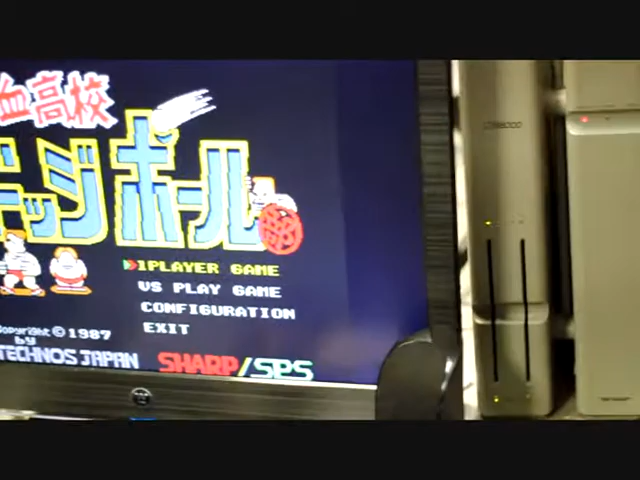 血高校
ッジボール
1PLAYER GAME
VS PLAY GAME
CONFIGURATION
EXIT
Copyright © 1987
by
TECHNOS JAPAN
SHARP/SPS